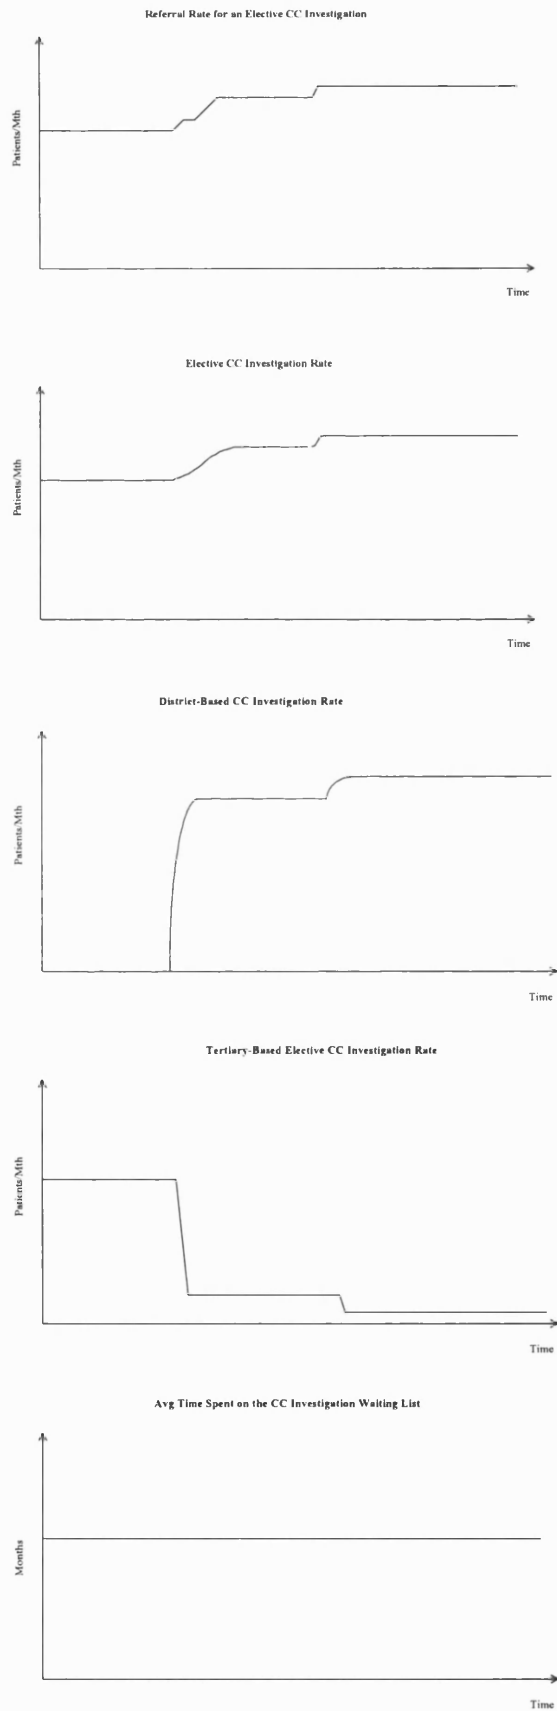 Referral Rate for an Elective CC Investigation
Patients/Mth
Time
Elective CC Investigation Rate
Patients/Mth
Time
District-Based CC Investigation Rate
Patients/Mth
Time
Tertiary-Based Elective CC Investigation Rate
Patients/Mth
Time
Avg Time Spent on the CC Investigation Waiting List
Months
Time